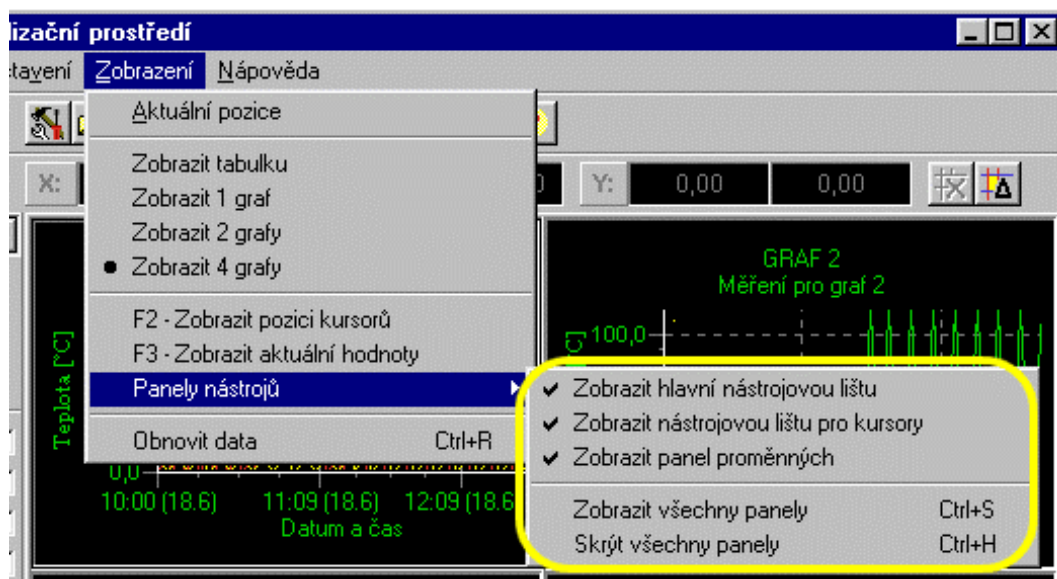 lizační prostředí
tavení Zobrazení Nápověda
Aktuální pozice
X: Y: 0,00 0,00
Zobrazit tabulku
Zobrazit 1 graf
Zobrazit 2 grafy
Zobrazit 4 grafy
F2 - Zobrazit pozici kursorů
F3 - Zobrazit aktuální hodnoty
Panely nástrojů
Obnovit data Ctrl+R
Zobrazit hlavní nástrojovou lištu
Zobrazit nástrojovou lištu pro kursory
Zobrazit panel proměnných
Zobrazit všechny panely Ctrl+S
Skrýt všechny panely Ctrl+H
GRAF 2
Měření pro graf 2
100,0
Teplota [°C]
0,0
10:00 (18.6) 11:09 (18.6) 12:09 (18.6
Datum a čas